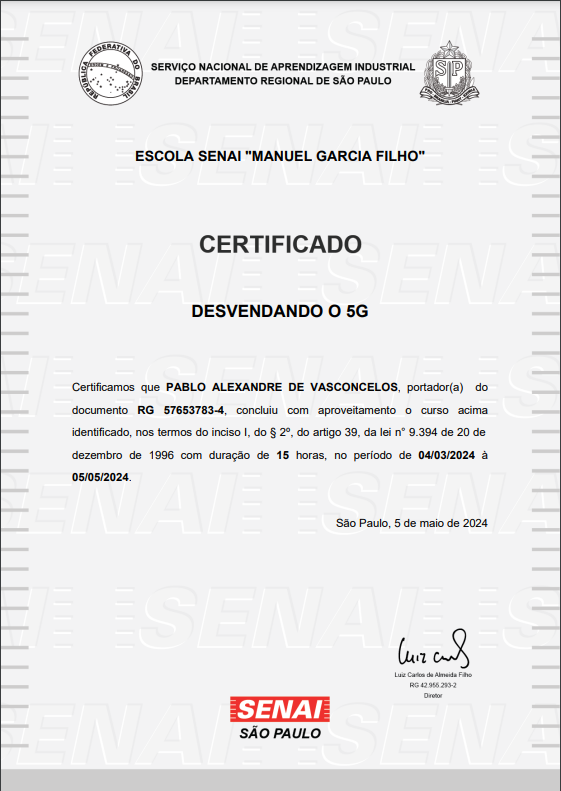 REPÚBLICA FEDERATIVA DO BRASIL
SERVIÇO NACIONAL DE APRENDIZAGEM INDUSTRIAL
DEPARTAMENTO REGIONAL DE SÃO PAULO
SP
ESCOLA SENAI "MANUEL GARCIA FILHO"
CERTIFICADO
DESVENDANDO O 5G
Certificamos que PABLO ALEXANDRE DE VASCONCELOS, portador(a) do
documento RG 57653783-4, concluiu com aproveitamento o curso acima
identificado, nos termos do inciso I, do § 2º, do artigo 39, da lei n° 9.394 de 20 de
dezembro de 1996 com duração de 15 horas, no período de 04/03/2024 à
05/05/2024.
São Paulo, 5 de maio de 2024
Luiz Carlos de Almeida Filho
RG 42.955.293-2
Diretor
SENAI
SÃO PAULO